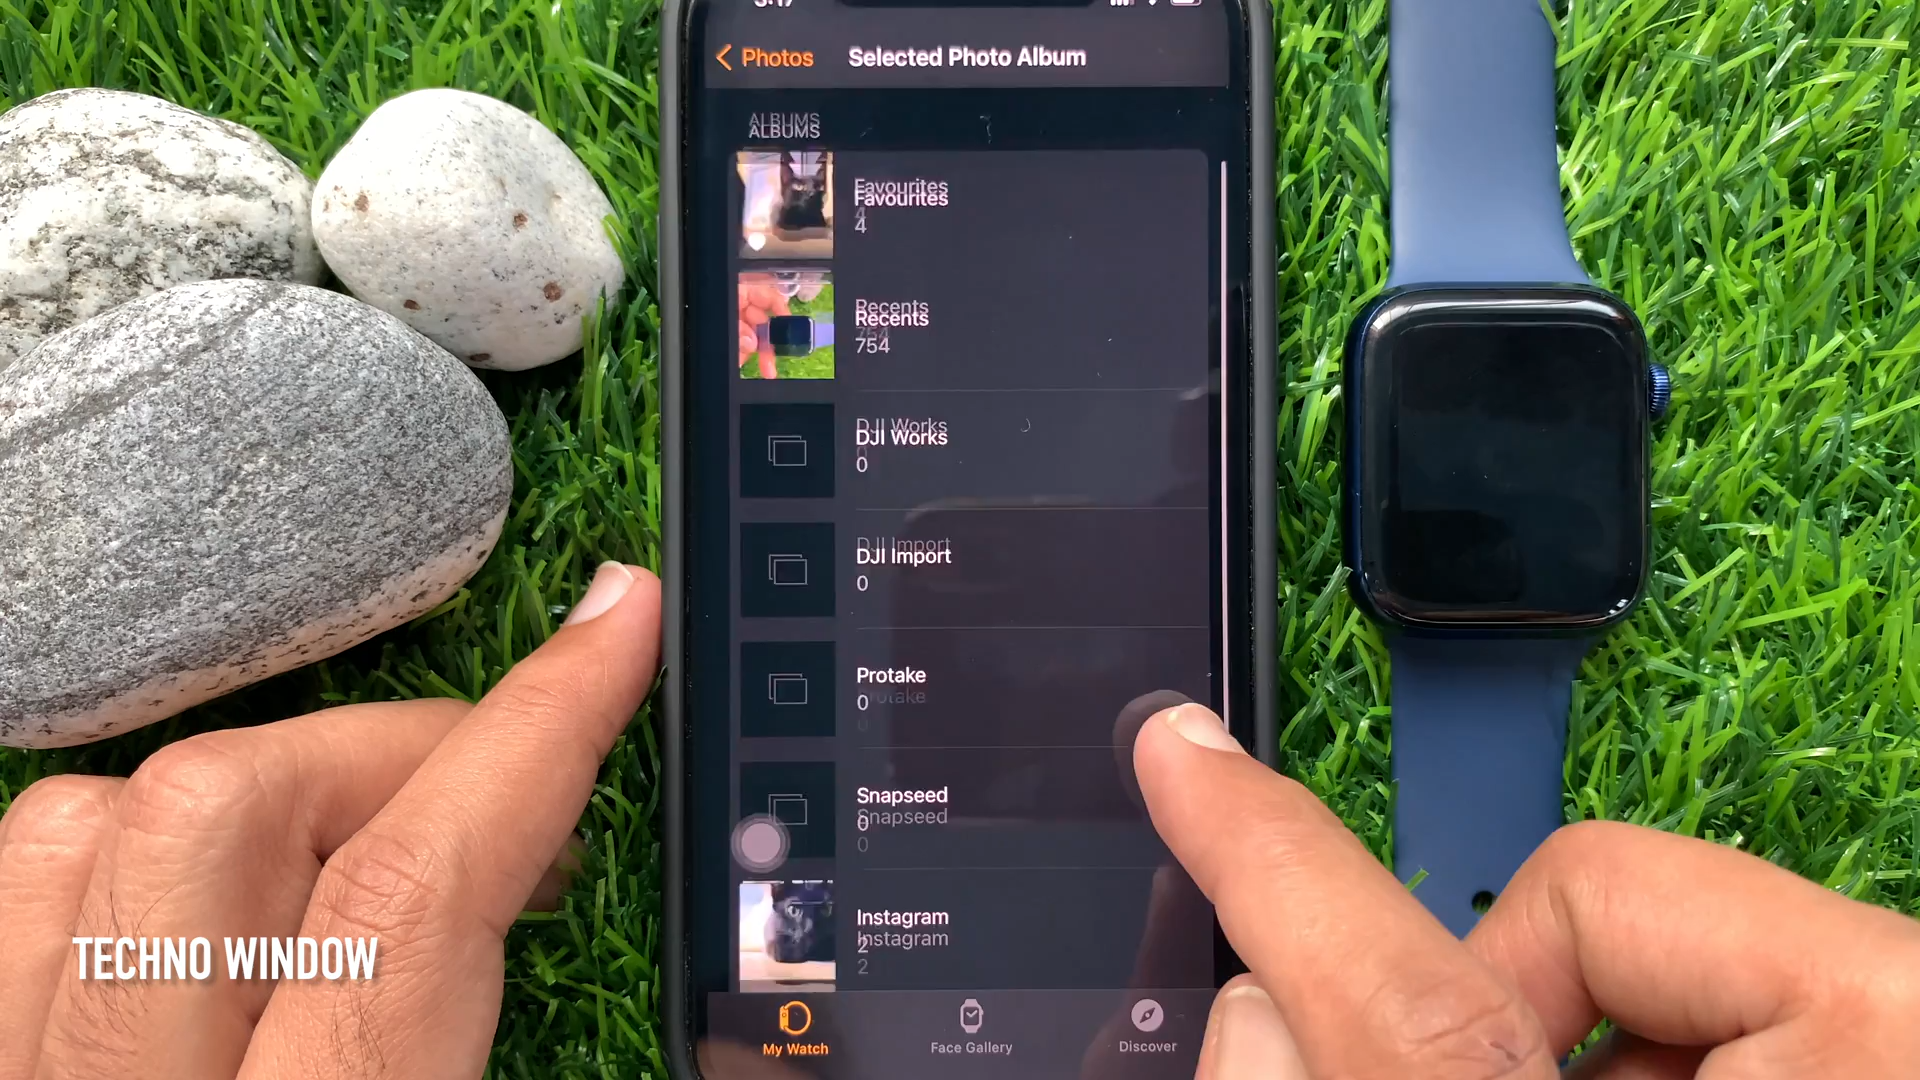 Photos
Selected Photo Album
ALBUMS
Favourites
4
Recents
754
DJI Works
0
DJI Import
0
Protake
0
Snapseed
0
Instagram
2
My Watch
Face Gallery
Discover
TECHNO WINDOW